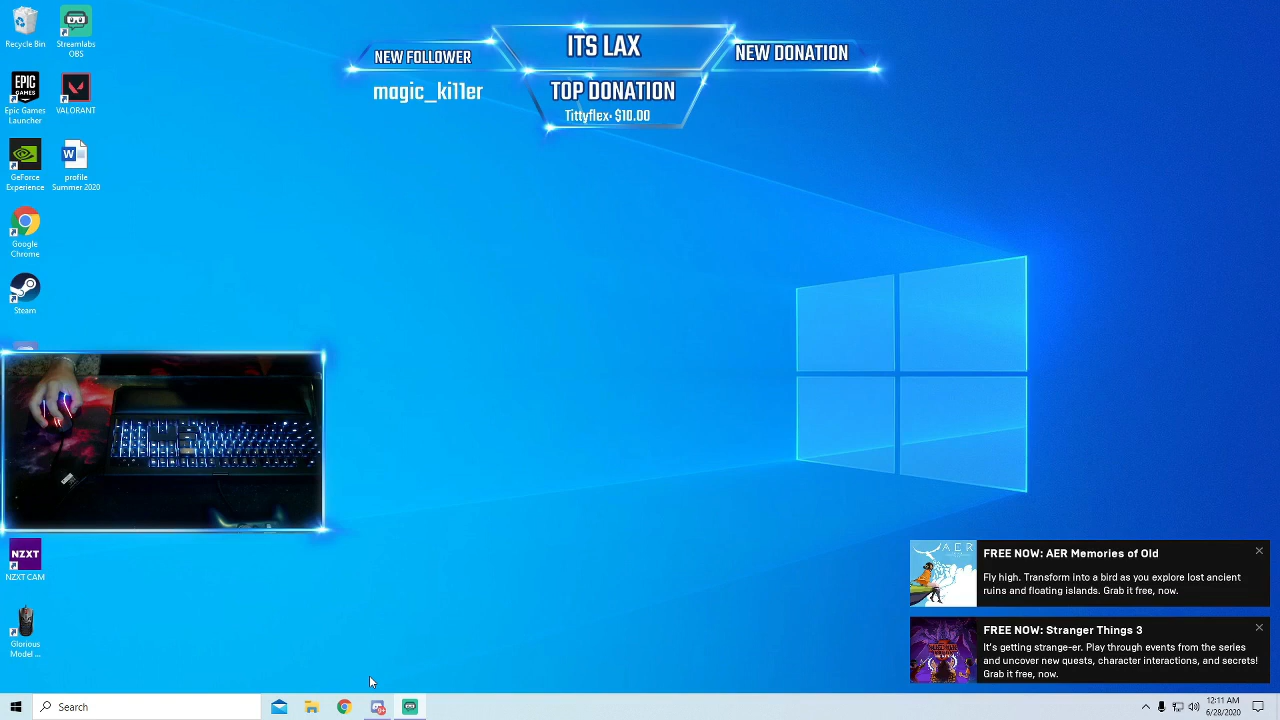 Recycle Bin
Streamlabs
OBS
Epic Games
Launcher
VALORANT
GeForce
Experience
profile
Summer 2020
Google
Chrome
Steam
NZXT
NZXT CAM
Glorious
Model ...
NEW FOLLOWER
magic_ki11er
ITS LAX
TOP DONATION
Tittyflex: $10.00
NEW DONATION
AER
FREE NOW: AER Memories of Old
Fly high. Transform into a bird as you explore lost ancient
ruins and floating islands. Grab it free, now.
FREE NOW: Stranger Things 3
It's getting strange-er. Play through events from the series
and uncover new quests, character interactions, and secrets!
Grab it free, now.
Search
12:11 AM
6/28/2020